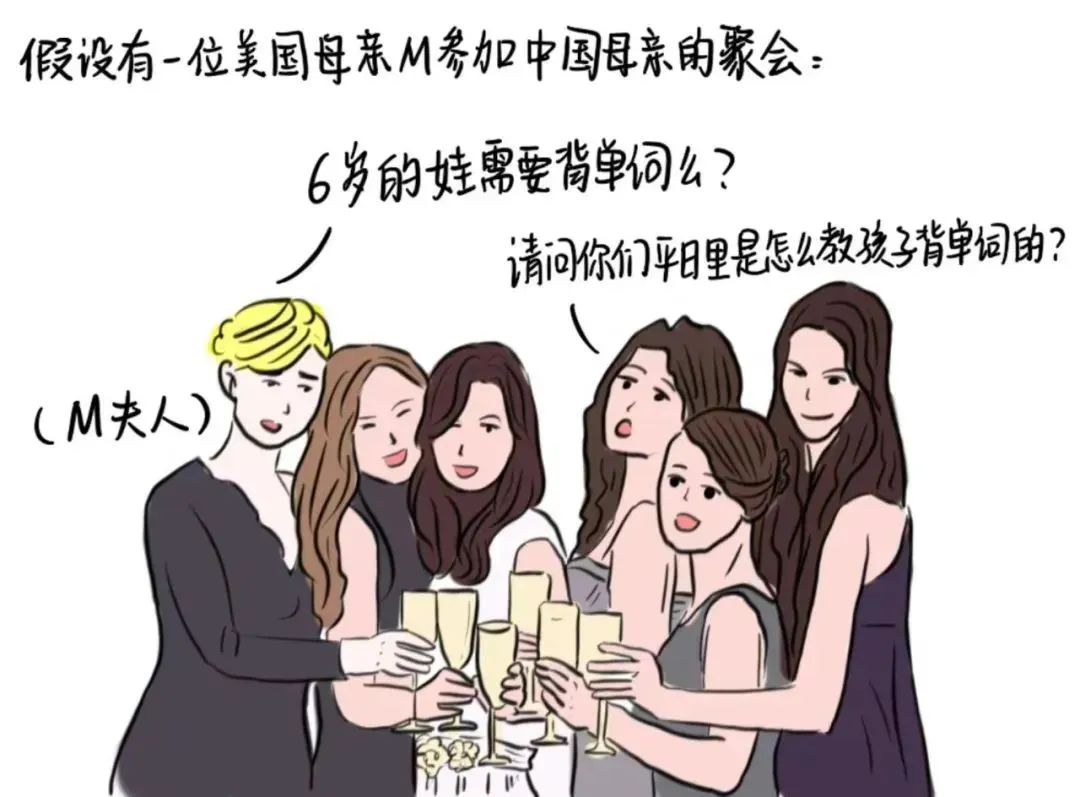 假设有一位美国母亲M参加中国母亲的聚会：
6岁的娃需要背单词么？
请问你们平日里是怎么教孩子背单词的？
（M夫人）